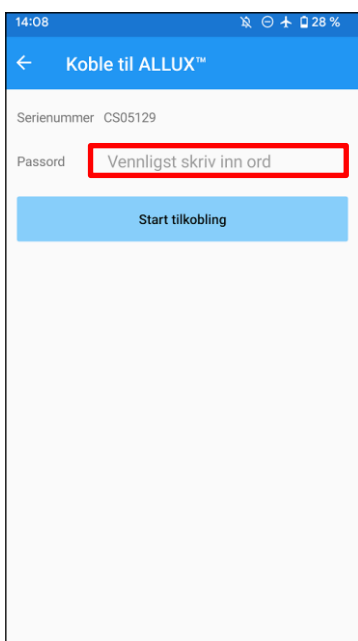 14:08 28 %
Koble til ALLUX™
Serienummer CS05129
Passord Vennligst skriv inn ord
Start tilkobling